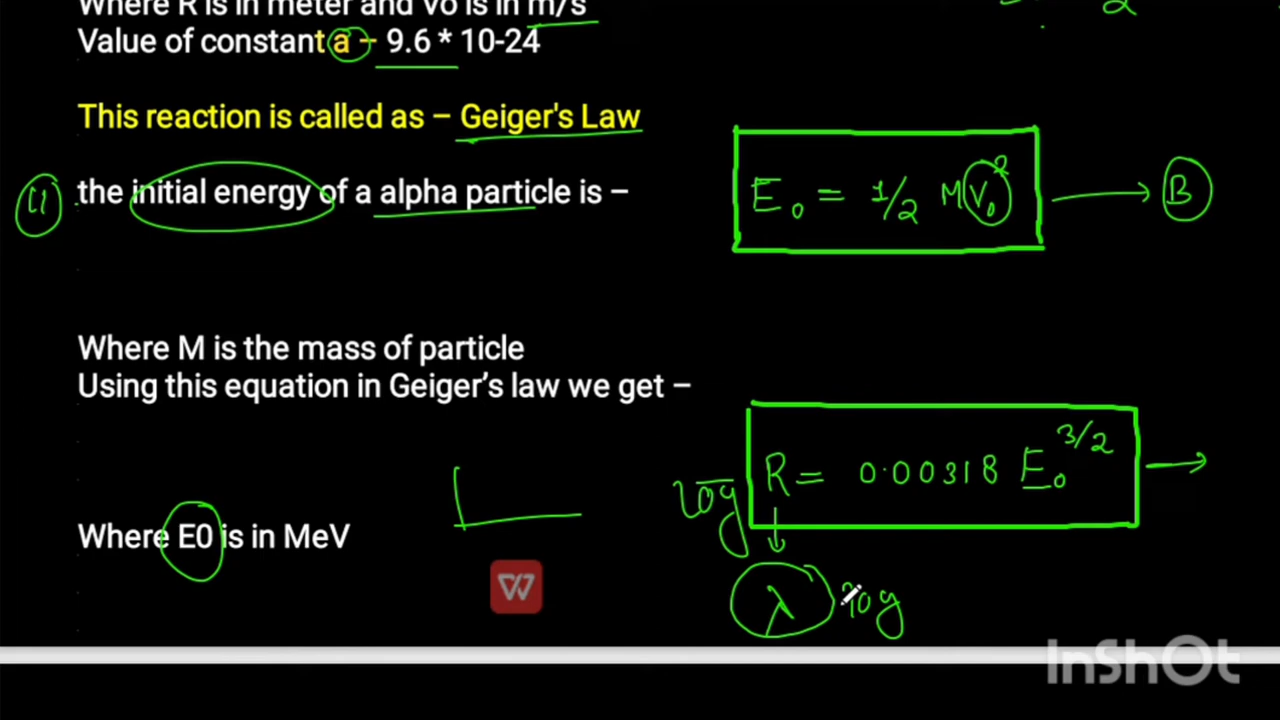 Where R is in meter and Vo is in m/s
Value of constant a – 9.6 * 10-24
2
This reaction is called as – Geiger's Law
(ii) the initial energy of a alpha particle is –
E₀ = 1/2 M V₀² → B
Where M is the mass of particle
Using this equation in Geiger’s law we get –
log R = 0.00318 E₀^3/2 →
Where E0 is in MeV
λ log
InShOt